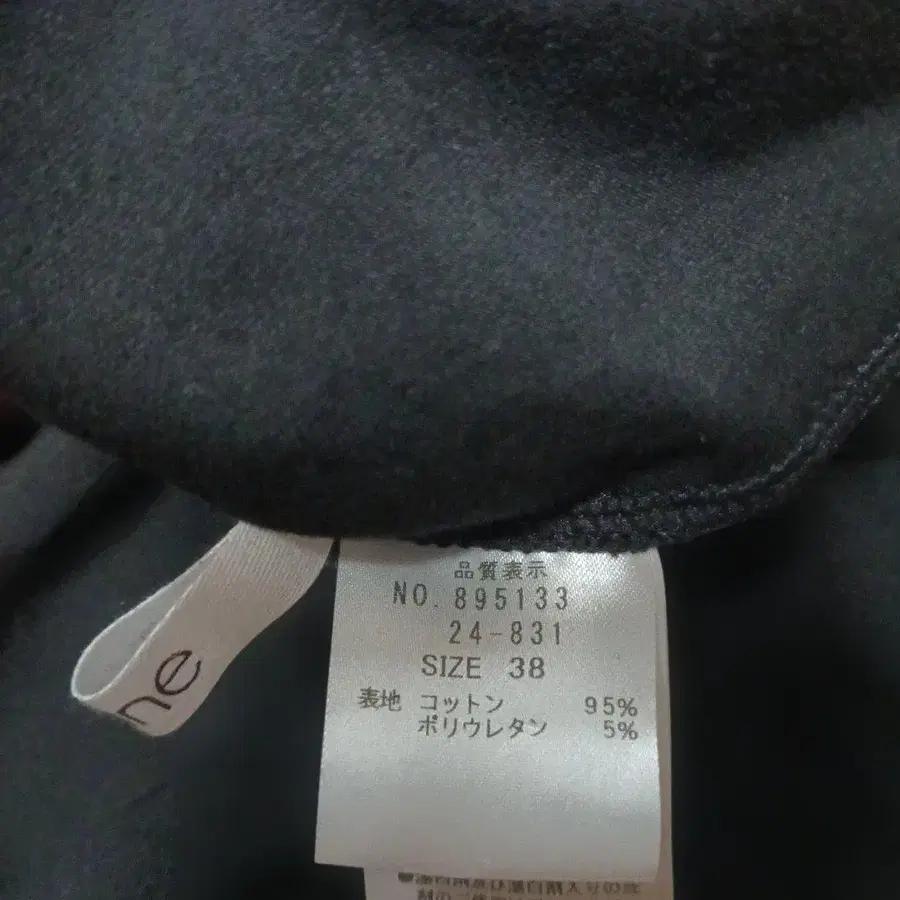 品質表示
NO. 895133
24-831
SIZE 38
表地 コットン 95%
ポリウレタン 5%
ne